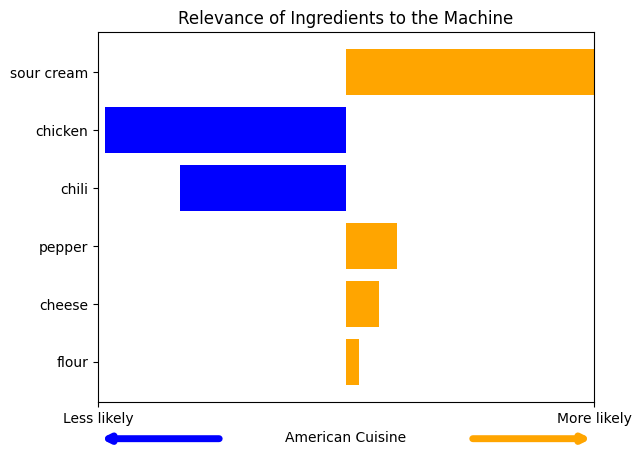 Relevance of Ingredients to the Machine
sour cream
chicken
chili
pepper
cheese
flour
Less likely
More likely
American Cuisine